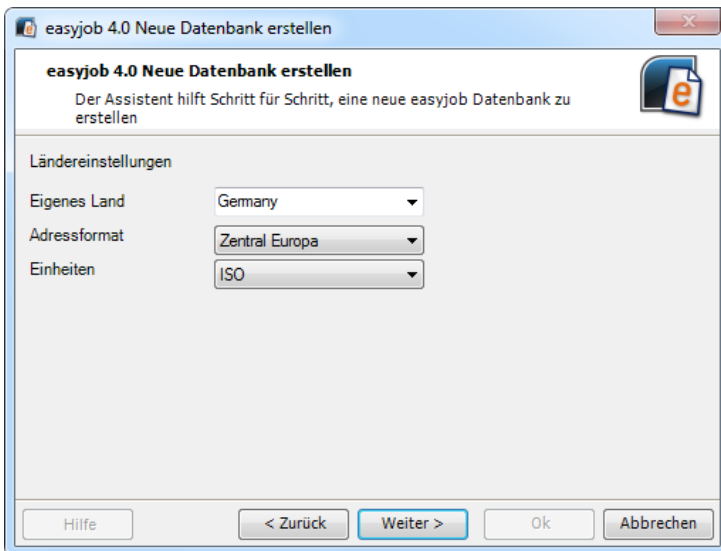 easyjob 4.0 Neue Datenbank erstellen
easyjob 4.0 Neue Datenbank erstellen
Der Assistent hilft Schritt für Schritt, eine neue easyjob Datenbank zu
erstellen
Ländereinstellungen
Eigenes Land Germany
Adressformat Zentral Europa
Einheiten ISO
Hilfe < Zurück Weiter > Ok Abbrechen